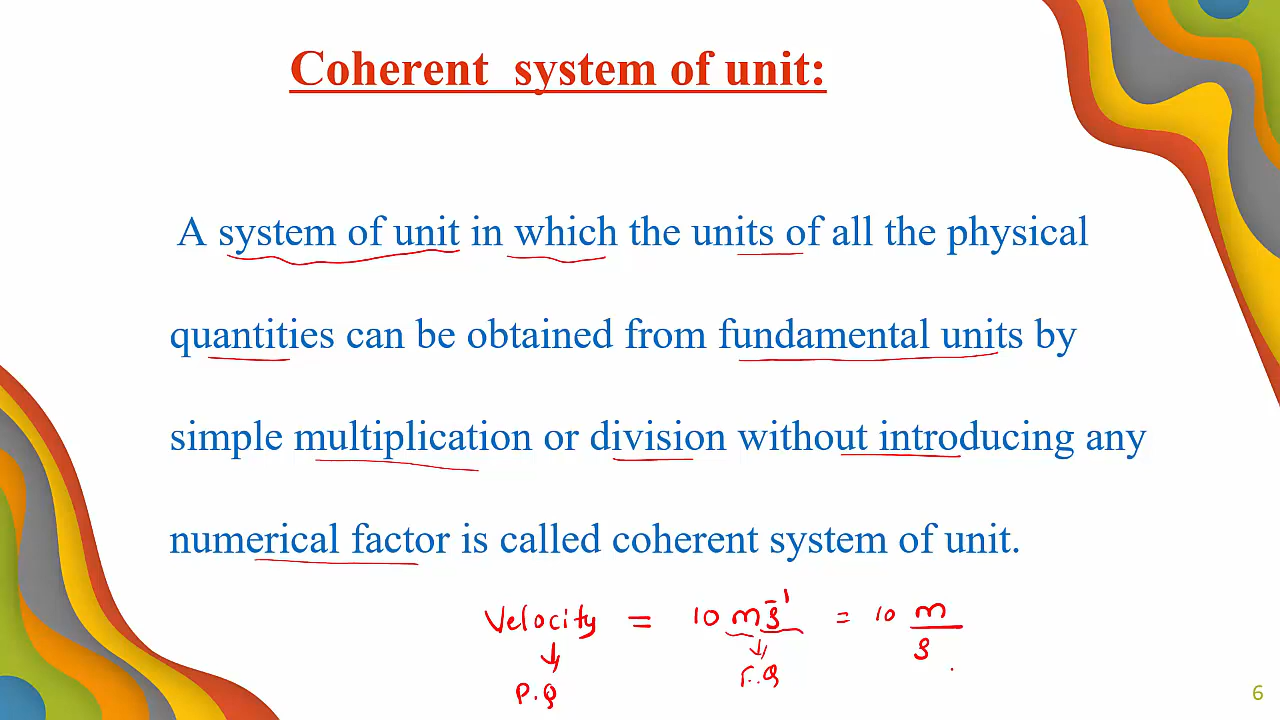 Coherent system of unit:
A system of unit in which the units of all the physical
quantities can be obtained from fundamental units by
simple multiplication or division without introducing any
numerical factor is called coherent system of unit.
Velocity = 10 ms⁻¹ = 10 m/s
P.Q F.Q
6